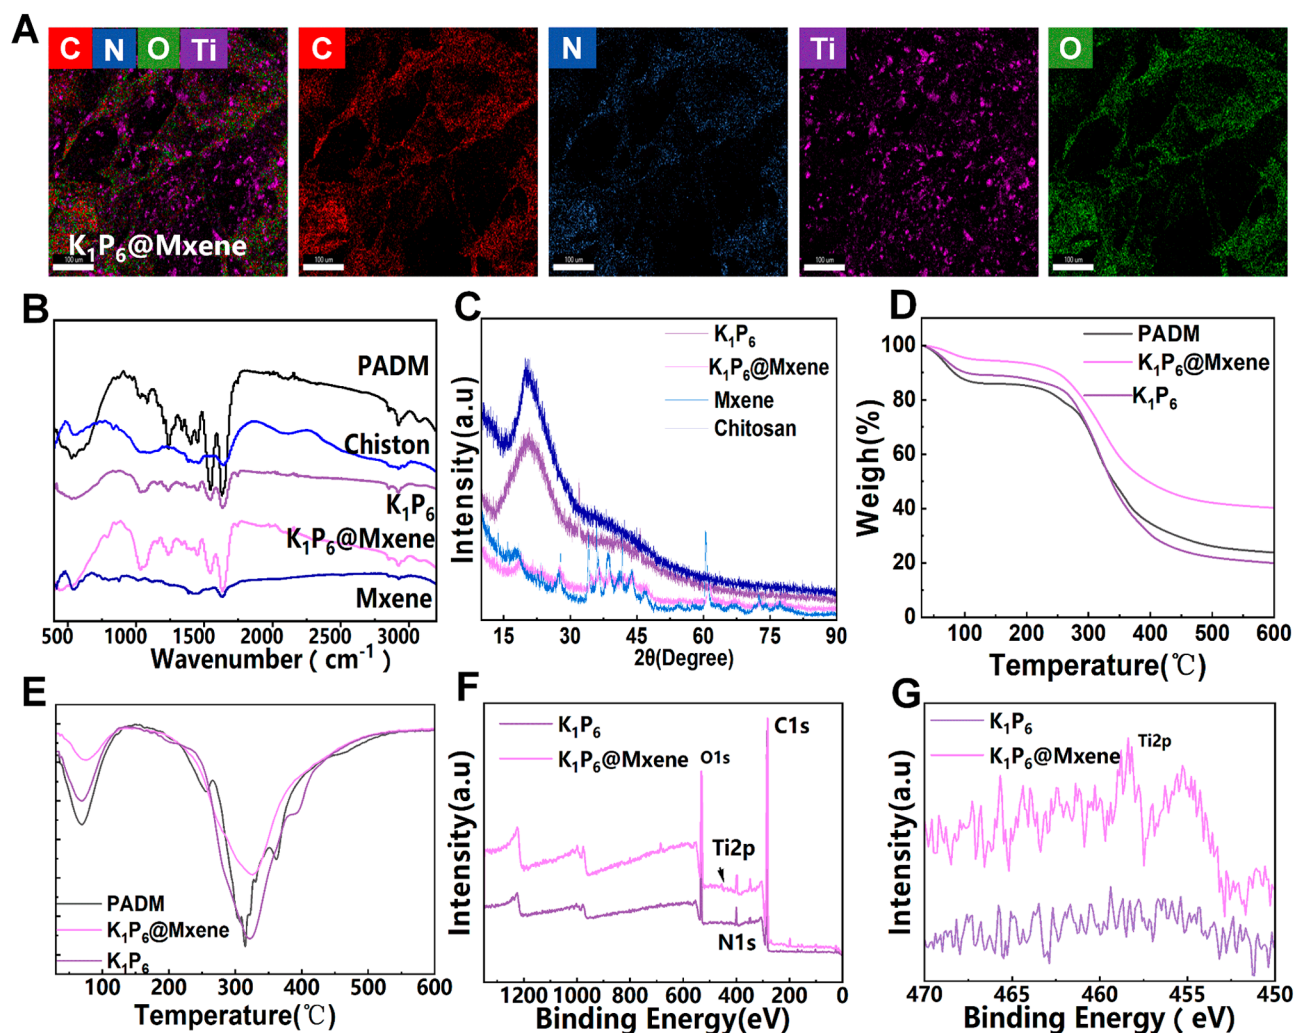 A
C N O Ti
C
N
Ti
O
K₁P₆@Mxene
100 um
100 um
100 um
100 um
100 um
B
PADM
Chiston
K₁P₆
K₁P₆@Mxene
Mxene
500 1000 1500 2000 2500 3000
Wavenumber ( cm⁻¹ )
C
K₁P₆
K₁P₆@Mxene
Mxene
Chitosan
Intensity(a.u)
15 30 45 60 75 90
2θ(Degree)
D
PADM
K₁P₆@Mxene
K₁P₆
Weigh(%)
100
80
60
40
20
0
100 200 300 400 500 600
Temperature(℃)
E
PADM
K₁P₆@Mxene
K₁P₆
100 200 300 400 500 600
Temperature(℃)
F
K₁P₆
K₁P₆@Mxene
C1s
O1s
Ti2p
N1s
Intensity(a.u)
1200 1000 800 600 400 200 0
Binding Energy(eV)
G
K₁P₆
K₁P₆@Mxene
Ti2p
Intensity(a.u)
470 465 460 455 450
Binding Energy ( eV)